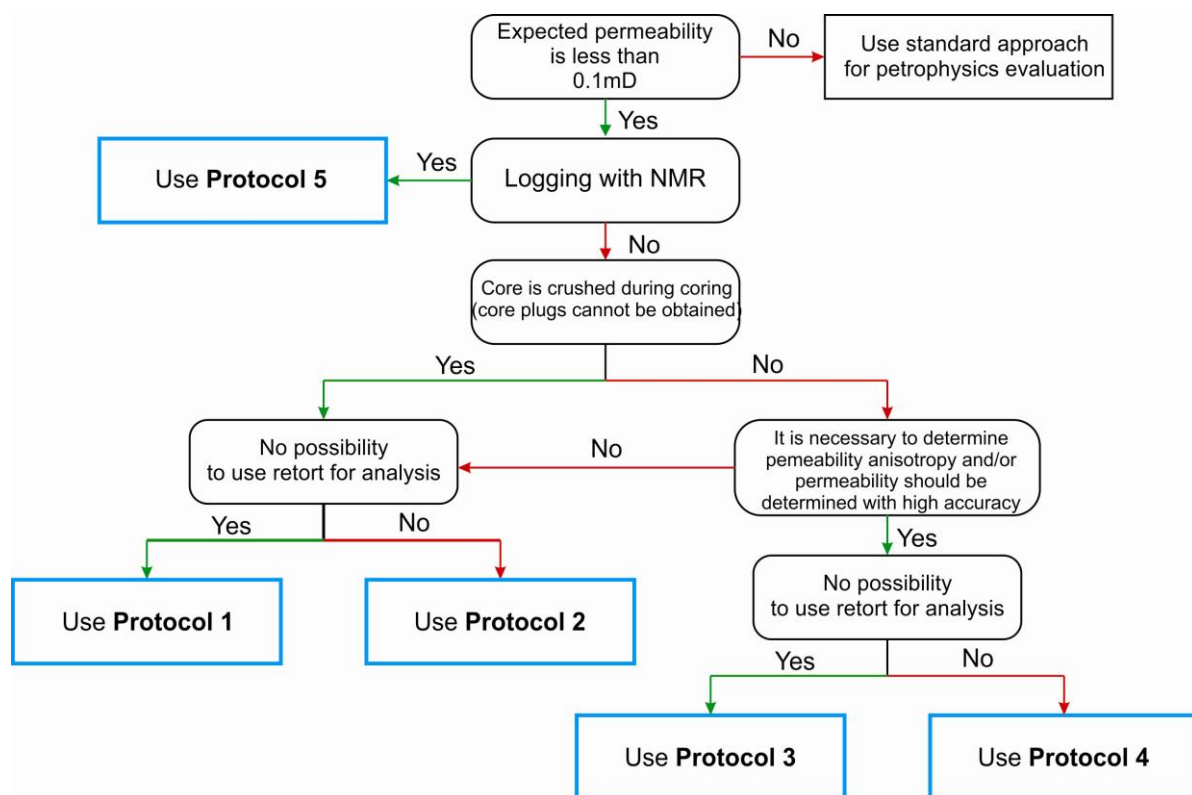 Expected permeability
is less than
0.1mD
No
Use standard approach
for petrophysics evaluation
Yes
Yes
Use Protocol 5
Logging with NMR
No
Core is crushed during coring
(core plugs cannot be obtained)
Yes
No
No possibility
to use retort for analysis
No
It is necessary to determine
pemeability anisotropy and/or
permeability should be
determined with high accuracy
Yes
No
Yes
Use Protocol 1
Use Protocol 2
No possibility
to use retort for analysis
Yes
No
Use Protocol 3
Use Protocol 4